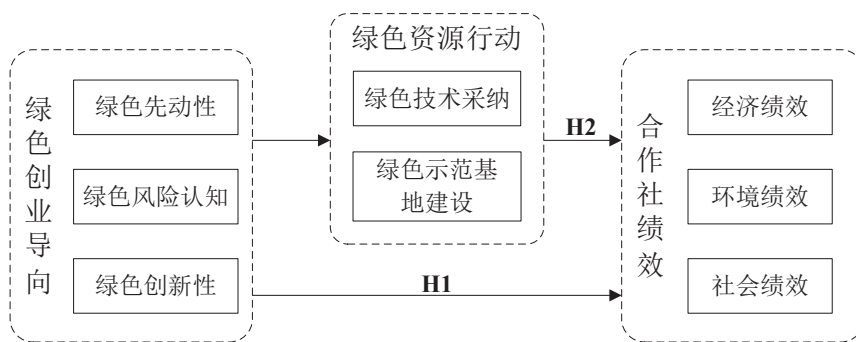 绿色创业导向
绿色先动性
绿色风险认知
绿色创新性
绿色资源行动
绿色技术采纳
绿色示范基
地建设
H2
H1
合作社绩效
经济绩效
环境绩效
社会绩效